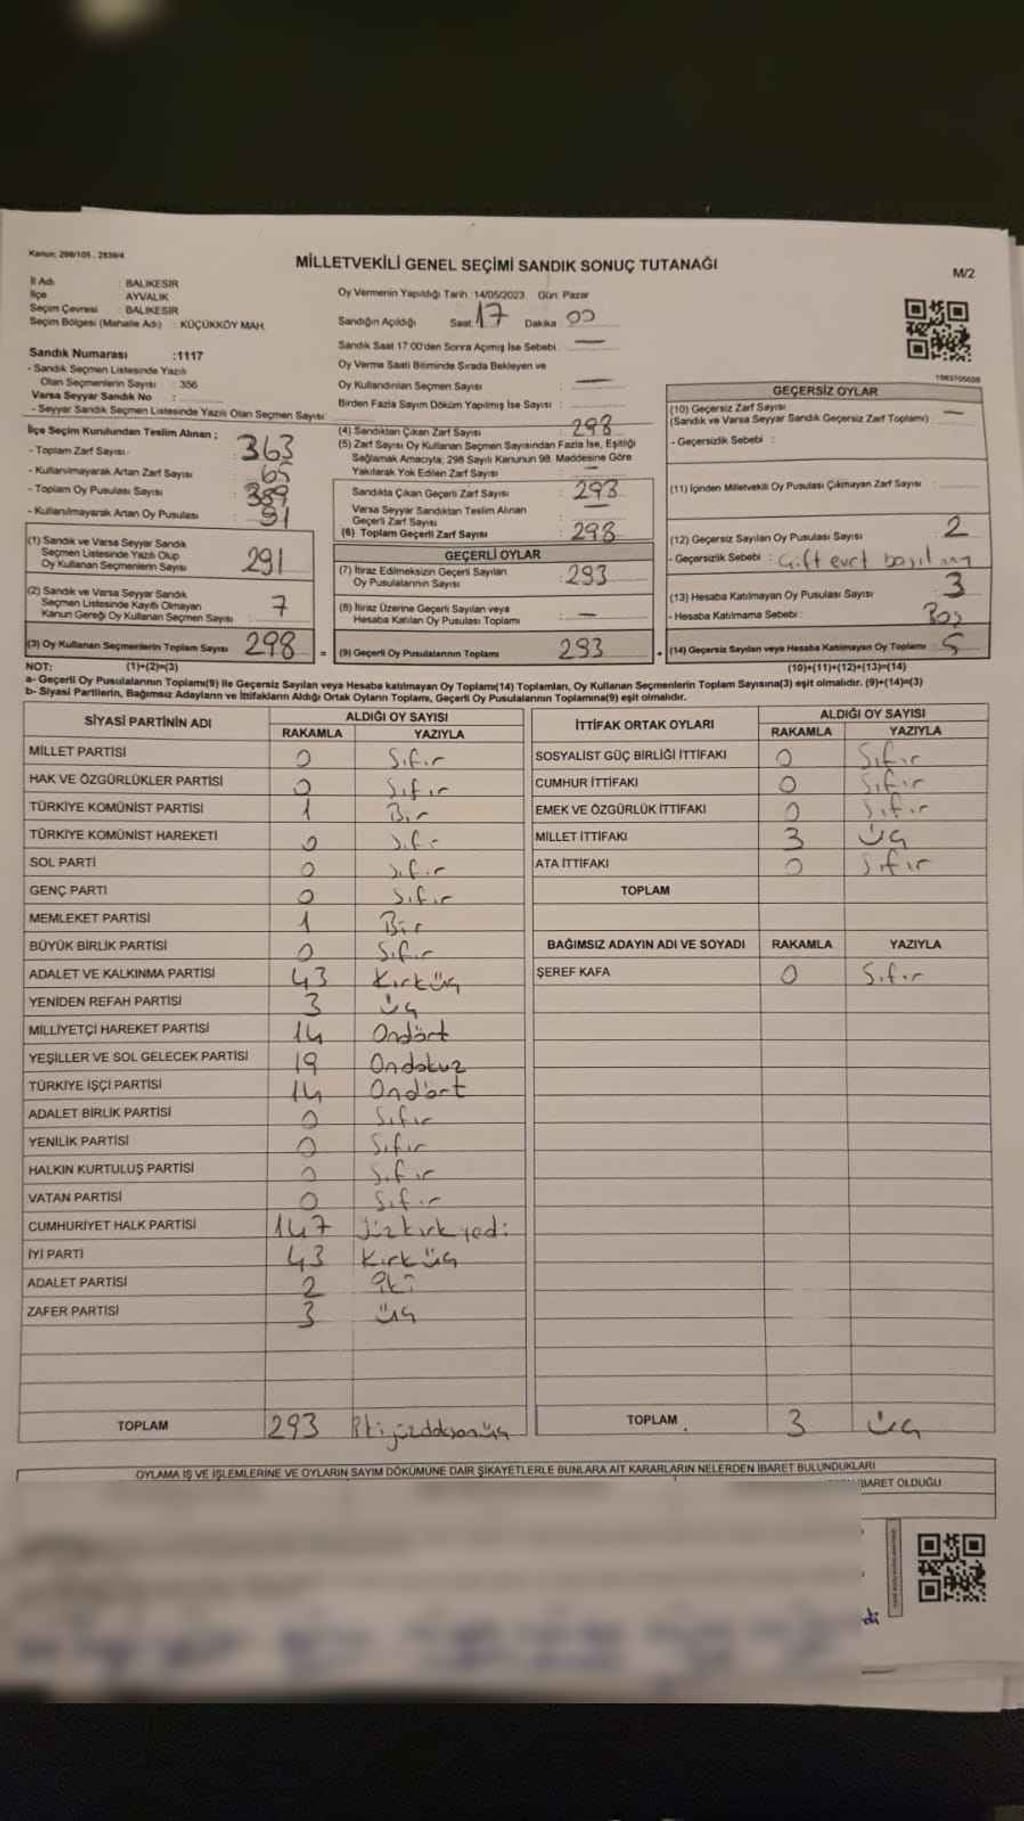 Kanun: 298/105 , 2839/4
MİLLETVEKİLİ GENEL SEÇİMİ SANDIK SONUÇ TUTANAĞI
M/2
İl Adı : BALIKESİR
İlçe : AYVALIK
Seçim Çevresi : BALIKESİR
Seçim Bölgesi (Mahalle Adı) : KÜÇÜKKÖY MAH.
Oy Vermenin Yapıldığı Tarih :14/05/2023 Gün: Pazar
Sandığın Açıldığı Saat: 17 Dakika 00
Sandık Saat 17:00'den Sonra Açmış İse Sebebi : —
Oy Verme Saati Bitiminde Sırada Bekleyen ve
Oy Kullandırılan Seçmen Sayısı : —
Birden Fazla Sayım Döküm Yapılmış İse Sayısı :
Sandık Numarası :1117
- Sandık Seçmen Listesinde Yazılı
Olan Seçmenlerin Sayısı : 356
Varsa Seyyar Sandık No :
- Seyyar Sandık Seçmen Listesinde Yazılı Olan Seçmen Sayısı:
İlçe Seçim Kurulundan Teslim Alınan ;
- Toplam Zarf Sayısı : 363
- Kullanılmayarak Artan Zarf Sayısı : 65
- Toplam Oy Pusulası Sayısı : 389
- Kullanılmayarak Artan Oy Pusulası : 91
(1) Sandık ve Varsa Seyyar Sandık
Seçmen Listesinde Yazılı Olup
Oy Kullanan Seçmenlerin Sayısı : 291
(2) Sandık ve Varsa Seyyar Sandık
Seçmen Listesinde Kayıtlı Olmayan
Kanun Gereği Oy Kullanan Seçmen Sayısı : 7
(3) Oy Kullanan Seçmenlerin Toplam Sayısı 298
(4) Sandıktan Çıkan Zarf Sayısı : 298
(5) Zarf Sayısı Oy Kullanan Seçmen Sayısından Fazla İse, Eşitliği
Sağlamak Amacıyla; 298 Sayılı Kanunun 98. Maddesine Göre
Yakılarak Yok Edilen Zarf Sayısı : —
Sandıkta Çıkan Geçerli Zarf Sayısı : 293
Varsa Seyyar Sandıktan Teslim Alınan
Geçerli Zarf Sayısı : —
(6) Toplam Geçerli Zarf Sayısı : 298
GEÇERLİ OYLAR
(7) İtiraz Edilmeksizin Geçerli Sayılan
Oy Pusulalarının Sayısı : 293
(8) İtiraz Üzerine Geçerli Sayılan veya
Hesaba Katılan Oy Pusulası Toplamı : —
= (9) Geçerli Oy Pusulalarının Toplamı : 293
GEÇERSİZ OYLAR
(10) Geçersiz Zarf Sayısı : —
(Sandık ve Varsa Seyyar Sandık Geçersiz Zarf Toplamı)
- Geçersizlik Sebebi :
(11) İçinden Milletvekili Oy Pusulası Çıkmayan Zarf Sayısı :
(12) Geçersiz Sayılan Oy Pusulası Sayısı : 2
- Geçersizlik Sebebi : Çift evet
(13) Hesaba Katılmayan Oy Pusulası Sayısı : 3
- Hesaba Katılmama Sebebi : Boş
+ (14) Geçersiz Sayılan veya Hesaba Katılmayan Oy Toplamı : 5
NOT: (1)+(2)=(3)
(10)+(11)+(12)+(13)=(14)
a- Geçerli Oy Pusulalarının Toplamı(9) ile Geçersiz Sayılan veya Hesaba katılmayan Oy Toplamı(14) Toplamları, Oy Kullanan Seçmenlerin Toplam Sayısına(3) eşit olmalıdır. (9)+(14)=(3)
b- Siyasi Partilerin, Bağımsız Adayların ve İttifakların Aldığı Ortak Oyların Toplamı, Geçerli Oy Pusulalarının Toplamına(9) eşit olmalıdır.
SİYASİ PARTİNİN ADI ALDIĞI OY SAYISI
RAKAMLA YAZIYLA
MİLLET PARTİSİ 0 Sıfır
HAK VE ÖZGÜRLÜKLER PARTİSİ 0 Sıfır
TÜRKİYE KOMÜNİST PARTİSİ 1 Bir
TÜRKİYE KOMÜNİST HAREKETİ 0 Sıfır
SOL PARTİ 0 Sıfır
GENÇ PARTİ 0 Sıfır
MEMLEKET PARTİSİ 1 Bir
BÜYÜK BİRLİK PARTİSİ 0 Sıfır
ADALET VE KALKINMA PARTİSİ 43 Kırküç
YENİDEN REFAH PARTİSİ 3 üç
MİLLİYETÇİ HAREKET PARTİSİ 14 Ondört
YEŞİLLER VE SOL GELECEK PARTİSİ 19 Ondokuz
TÜRKİYE İŞÇİ PARTİSİ 14 Ondört
ADALET BİRLİK PARTİSİ 0 Sıfır
YENİLİK PARTİSİ 0 Sıfır
HALKIN KURTULUŞ PARTİSİ 0 Sıfır
VATAN PARTİSİ 0 Sıfır
CUMHURİYET HALK PARTİSİ 147 Yüzkırkyedi
İYİ PARTİ 43 Kırküç
ADALET PARTİSİ 2 İki
ZAFER PARTİSİ 3 üç
TOPLAM 293 İkiyüzdoksanüç
İTTİFAK ORTAK OYLARI ALDIĞI OY SAYISI
RAKAMLA YAZIYLA
SOSYALİST GÜÇ BİRLİĞİ İTTİFAKI 0 Sıfır
CUMHUR İTTİFAKI 0 Sıfır
EMEK VE ÖZGÜRLÜK İTTİFAKI 0 Sıfır
MİLLET İTTİFAKI 3 üç
ATA İTTİFAKI 0 Sıfır
TOPLAM
BAĞIMSIZ ADAYIN ADI VE SOYADI RAKAMLA YAZIYLA
ŞEREF KAFA 0 Sıfır
TOPLAM 3 üç
OYLAMA İŞ VE İŞLEMLERİNE VE OYLARIN SAYIM DÖKÜMÜNE DAİR ŞİKAYETLERLE BUNLARA AİT KARARLARIN NELERDEN İBARET BULUNDUKLARI
İBARET OLDUĞU
di